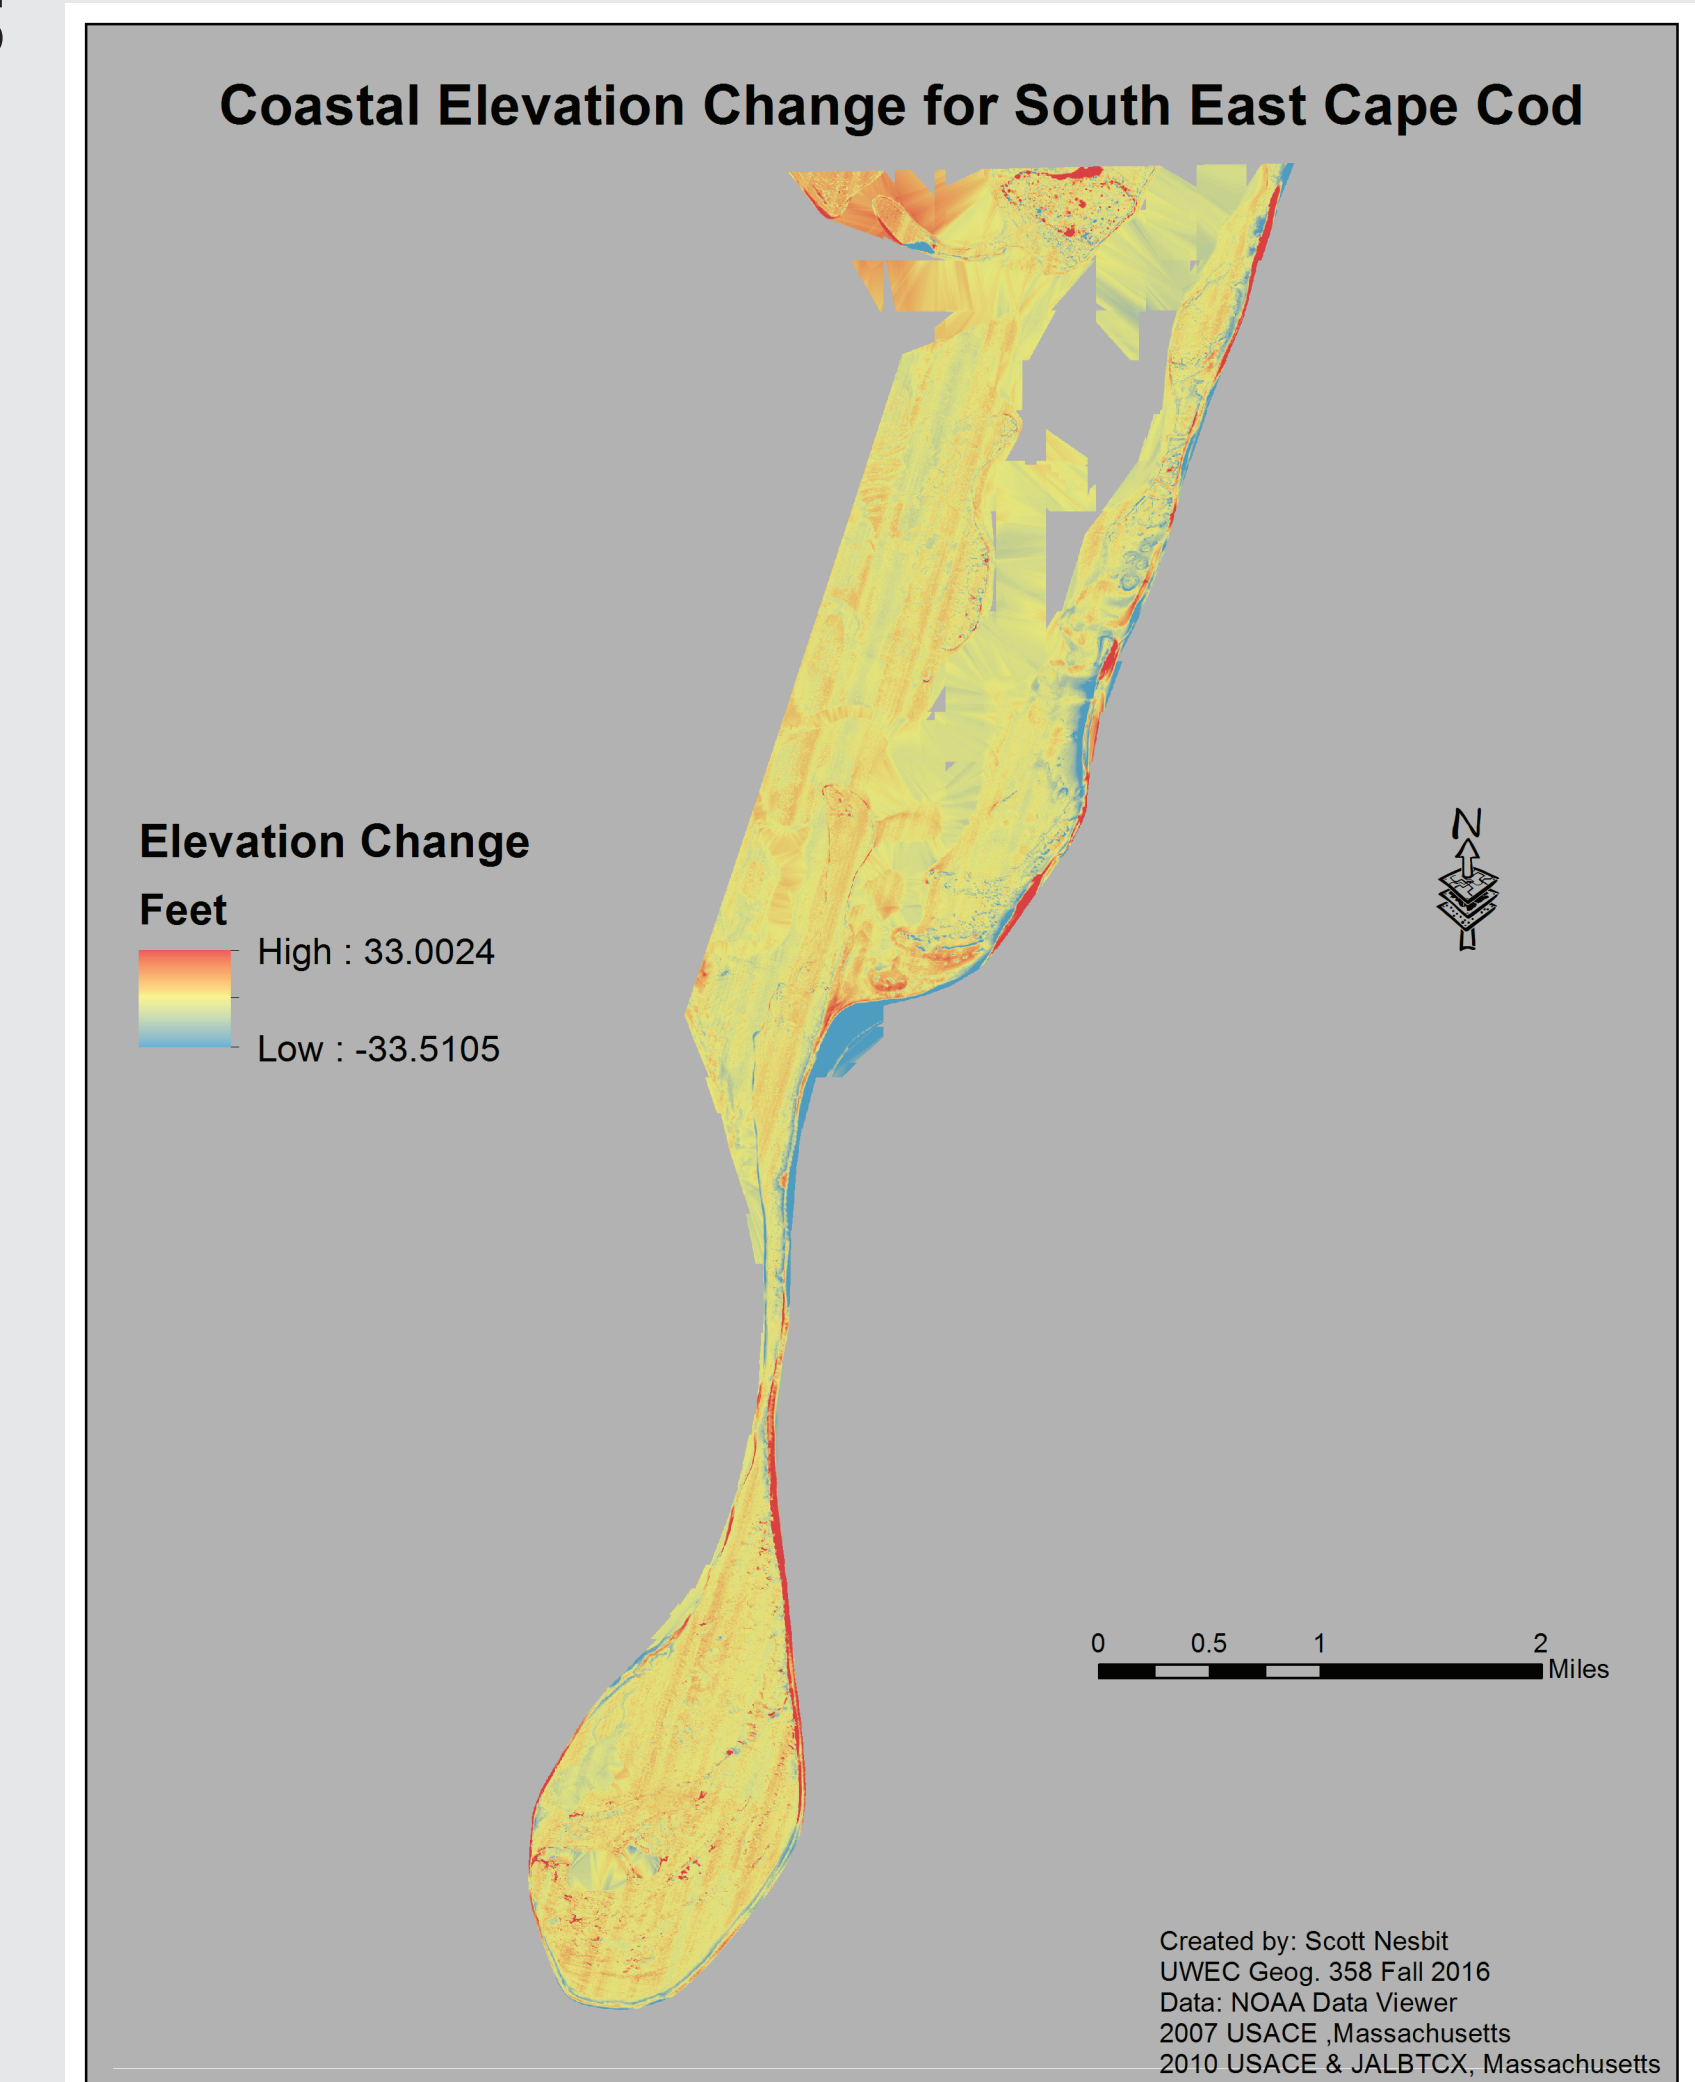 Coastal Elevation Change for South East Cape Cod
Elevation Change
Feet
High : 33.0024
Low : -33.5105
N
0 0.5 1 2
Miles
Created by: Scott Nesbit
UWEC Geog. 358 Fall 2016
Data: NOAA Data Viewer
2007 USACE ,Massachusetts
2010 USACE & JALBTCX, Massachusetts